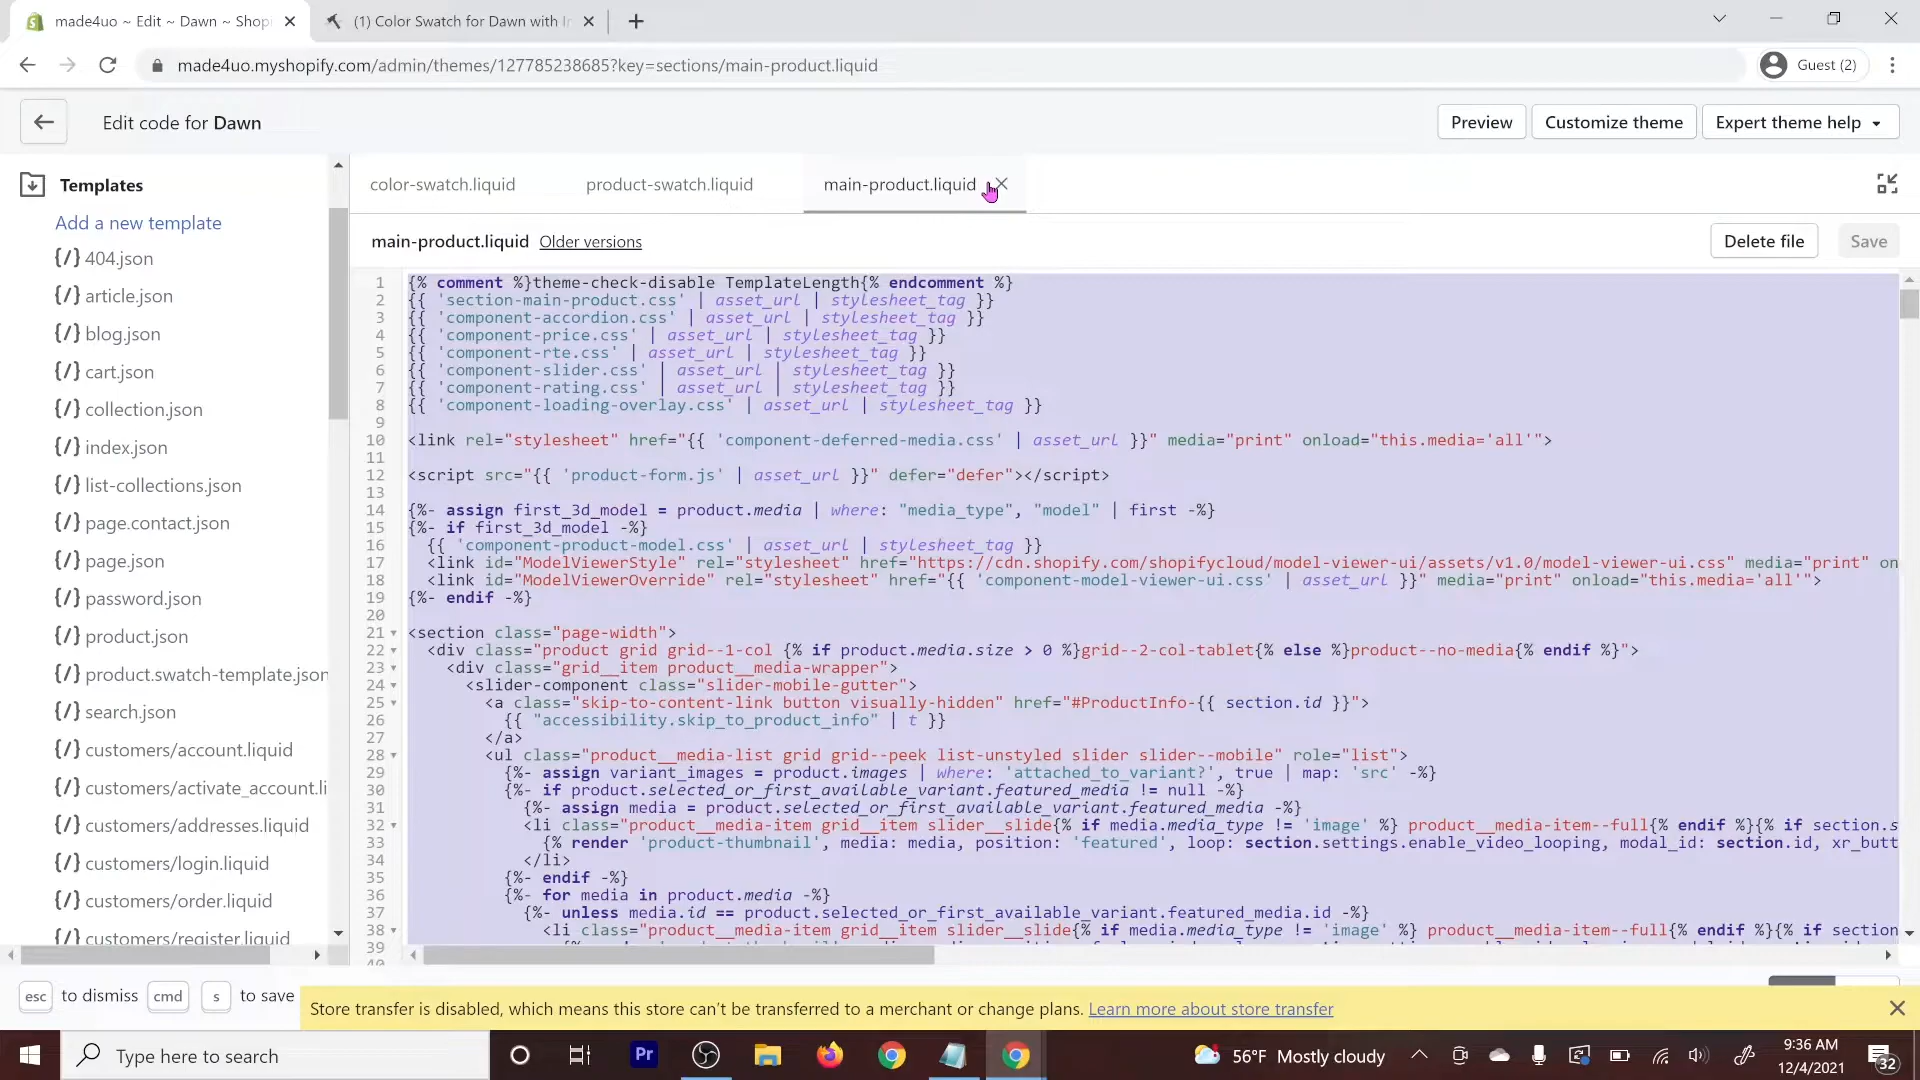 made4uo ~ Edit ~ Dawn ~ Shopi
(1) Color Swatch for Dawn with In
made4uo.myshopify.com/admin/themes/127785238685?key=sections/main-product.liquid
Guest (2)
Edit code for Dawn
Preview
Customize theme
Expert theme help
Templates
Add a new template
{/} 404.json
{/} article.json
{/} blog.json
{/} cart.json
{/} collection.json
{/} index.json
{/} list-collections.json
{/} page.contact.json
{/} page.json
{/} password.json
{/} product.json
{/} product.swatch-template.json
{/} search.json
{/} customers/account.liquid
{/} customers/activate_account.li
{/} customers/addresses.liquid
{/} customers/login.liquid
{/} customers/order.liquid
{/} customers/register.liquid
color-swatch.liquid
product-swatch.liquid
main-product.liquid
main-product.liquid Older versions
Delete file
Save
1 {% comment %}theme-check-disable TemplateLength{% endcomment %}
2 {{ 'section-main-product.css' | asset_url | stylesheet_tag }}
3 {{ 'component-accordion.css' | asset_url | stylesheet_tag }}
4 {{ 'component-price.css' | asset_url | stylesheet_tag }}
5 {{ 'component-rte.css' | asset_url | stylesheet_tag }}
6 {{ 'component-slider.css' | asset_url | stylesheet_tag }}
7 {{ 'component-rating.css' | asset_url | stylesheet_tag }}
8 {{ 'component-loading-overlay.css' | asset_url | stylesheet_tag }}
9
10 <link rel="stylesheet" href="{{ 'component-deferred-media.css' | asset_url }}" media="print" onload="this.media='all'">
11
12 <script src="{{ 'product-form.js' | asset_url }}" defer="defer"></script>
13
14 {%- assign first_3d_model = product.media | where: "media_type", "model" | first -%}
15 {%- if first_3d_model -%}
16 {{ 'component-product-model.css' | asset_url | stylesheet_tag }}
17 <link id="ModelViewerStyle" rel="stylesheet" href="https://cdn.shopify.com/shopifycloud/model-viewer-ui/assets/v1.0/model-viewer-ui.css" media="print" on
18 <link id="ModelViewerOverride" rel="stylesheet" href="{{ 'component-model-viewer-ui.css' | asset_url }}" media="print" onload="this.media='all'">
19 {%- endif -%}
20
21 <section class="page-width">
22 <div class="product grid grid--1-col {% if product.media.size > 0 %}grid--2-col-tablet{% else %}product--no-media{% endif %}">
23 <div class="grid__item product__media-wrapper">
24 <slider-component class="slider-mobile-gutter">
25 <a class="skip-to-content-link button visually-hidden" href="#ProductInfo-{{ section.id }}">
26 {{ "accessibility.skip_to_product_info" | t }}
27 </a>
28 <ul class="product__media-list grid grid--peek list-unstyled slider slider--mobile" role="list">
29 {%- assign variant_images = product.images | where: 'attached_to_variant?', true | map: 'src' -%}
30 {%- if product.selected_or_first_available_variant.featured_media != null -%}
31 {%- assign media = product.selected_or_first_available_variant.featured_media -%}
32 <li class="product__media-item grid__item slider__slide{% if media.media_type != 'image' %} product__media-item--full{% endif %}{% if section.s
33 {% render 'product-thumbnail', media: media, position: 'featured', loop: section.settings.enable_video_looping, modal_id: section.id, xr_butt
34 </li>
35 {%- endif -%}
36 {%- for media in product.media -%}
37 {%- unless media.id == product.selected_or_first_available_variant.featured_media.id -%}
38 <li class="product__media-item grid__item slider__slide{% if media.media_type != 'image' %} product__media-item--full{% endif %}{% if section
39
40
esc to dismiss cmd s to save
Store transfer is disabled, which means this store can't be transferred to a merchant or change plans. Learn more about store transfer
Type here to search
Pr
56°F Mostly cloudy
9:36 AM
12/4/2021
32